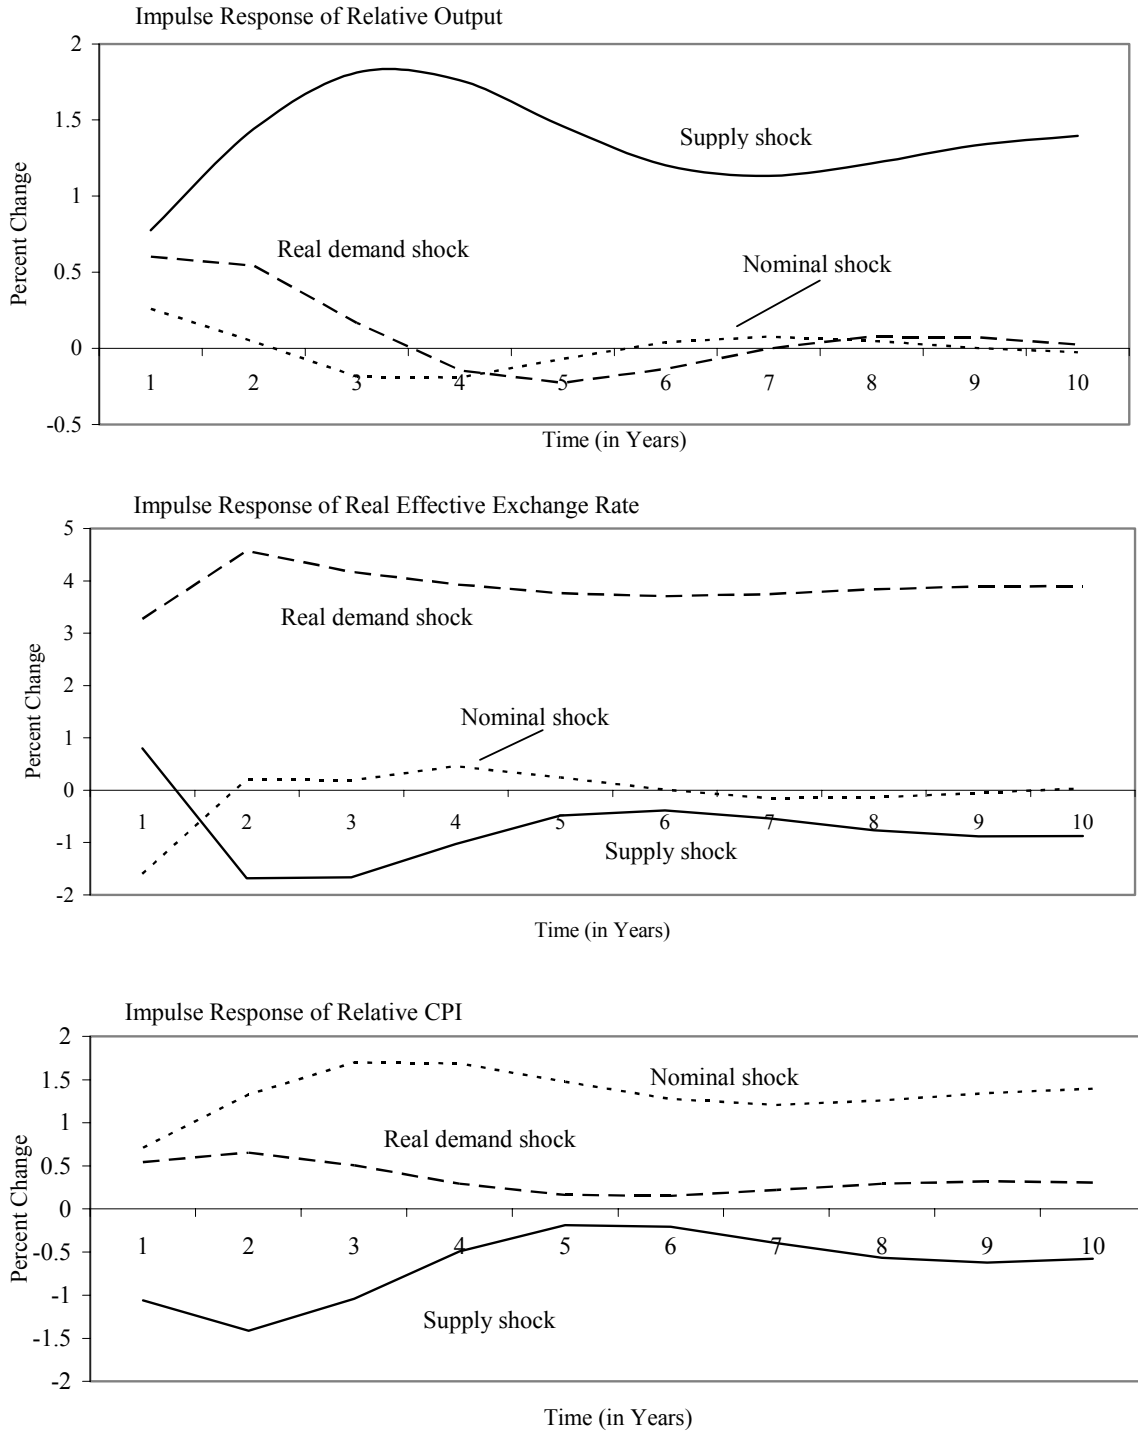 Impulse Response of Relative Output
2
1.5
1
0.5
0
-0.5
Percent Change
Supply shock
Real demand shock
Nominal shock
1 2 3 4 5 6 7 8 9 10
Time (in Years)
Impulse Response of Real Effective Exchange Rate
5
4
3
2
1
0
-1
-2
Percent Change
Real demand shock
Nominal shock
1 2 3 4 5 6 7 8 9 10
Supply shock
Time (in Years)
Impulse Response of Relative CPI
2
1.5
1
0.5
0
-0.5
-1
-1.5
-2
Percent Change
Nominal shock
Real demand shock
1 2 3 4 5 6 7 8 9 10
Supply shock
Time (in Years)